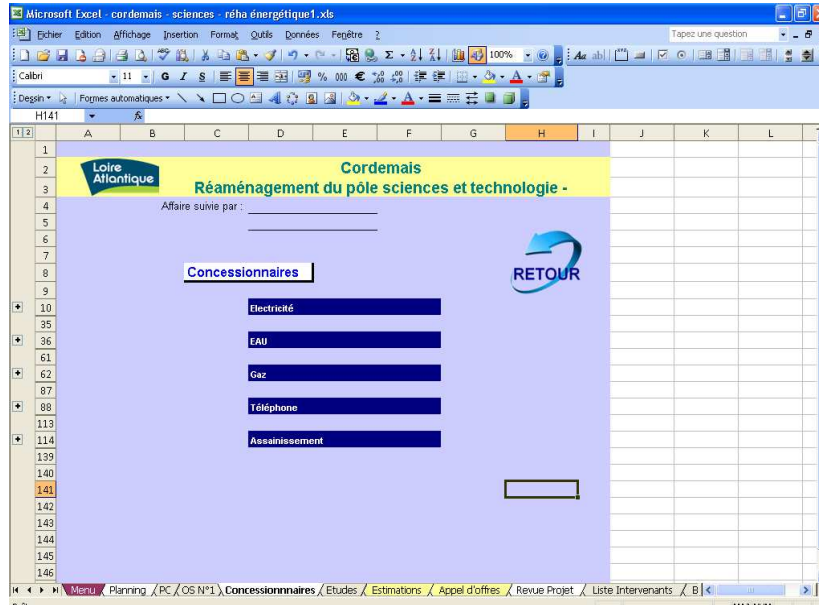 Microsoft Excel - cordemais - sciences - réha énergétique1.xls
Fichier Edition Affichage Insertion Format Outils Données Fenêtre ? Tapez une question
100%
Calibri 11 G I S % 000 €
Dessin Formes automatiques
H141 fx
1 2 A B C D E F G H I J K L
1
2 Loire Atlantique Cordemais
3 Réaménagement du pôle sciences et technologie -
4 Affaire suivie par :
5
6
7
8 Concessionnaires RETOUR
9
10 Electricité
35
36 EAU
61
62 Gaz
87
88 Téléphone
113
114 Assainissement
139
140
141
142
143
144
145
146
Menu Planning PC OS N°1 Concessionnnaires Etudes Estimations Appel d'offres Revue Projet Liste Intervenants B